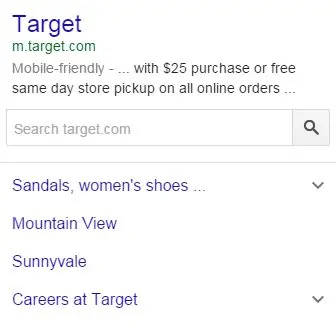 Target
m.target.com
Mobile-friendly - ... with $25 purchase or free
same day store pickup on all online orders ...
Search target.com
Sandals, women's shoes ...
Mountain View
Sunnyvale
Careers at Target